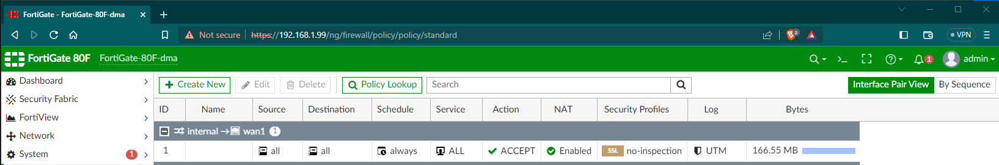 FortiGate - FortiGate-80F-dma
Not secure https://192.168.1.99/ng/firewall/policy/policy/standard 2 VPN
FortiGate 80F FortiGate-80F-dma 1 admin
Dashboard
Security Fabric
FortiView
Network
System 1
Create New Edit Delete Policy Lookup Search Interface Pair View By Sequence
ID Name Source Destination Schedule Service Action NAT Security Profiles Log Bytes
internal → wan1 1
1 all all always ALL ACCEPT Enabled SSL no-inspection UTM 166.55 MB